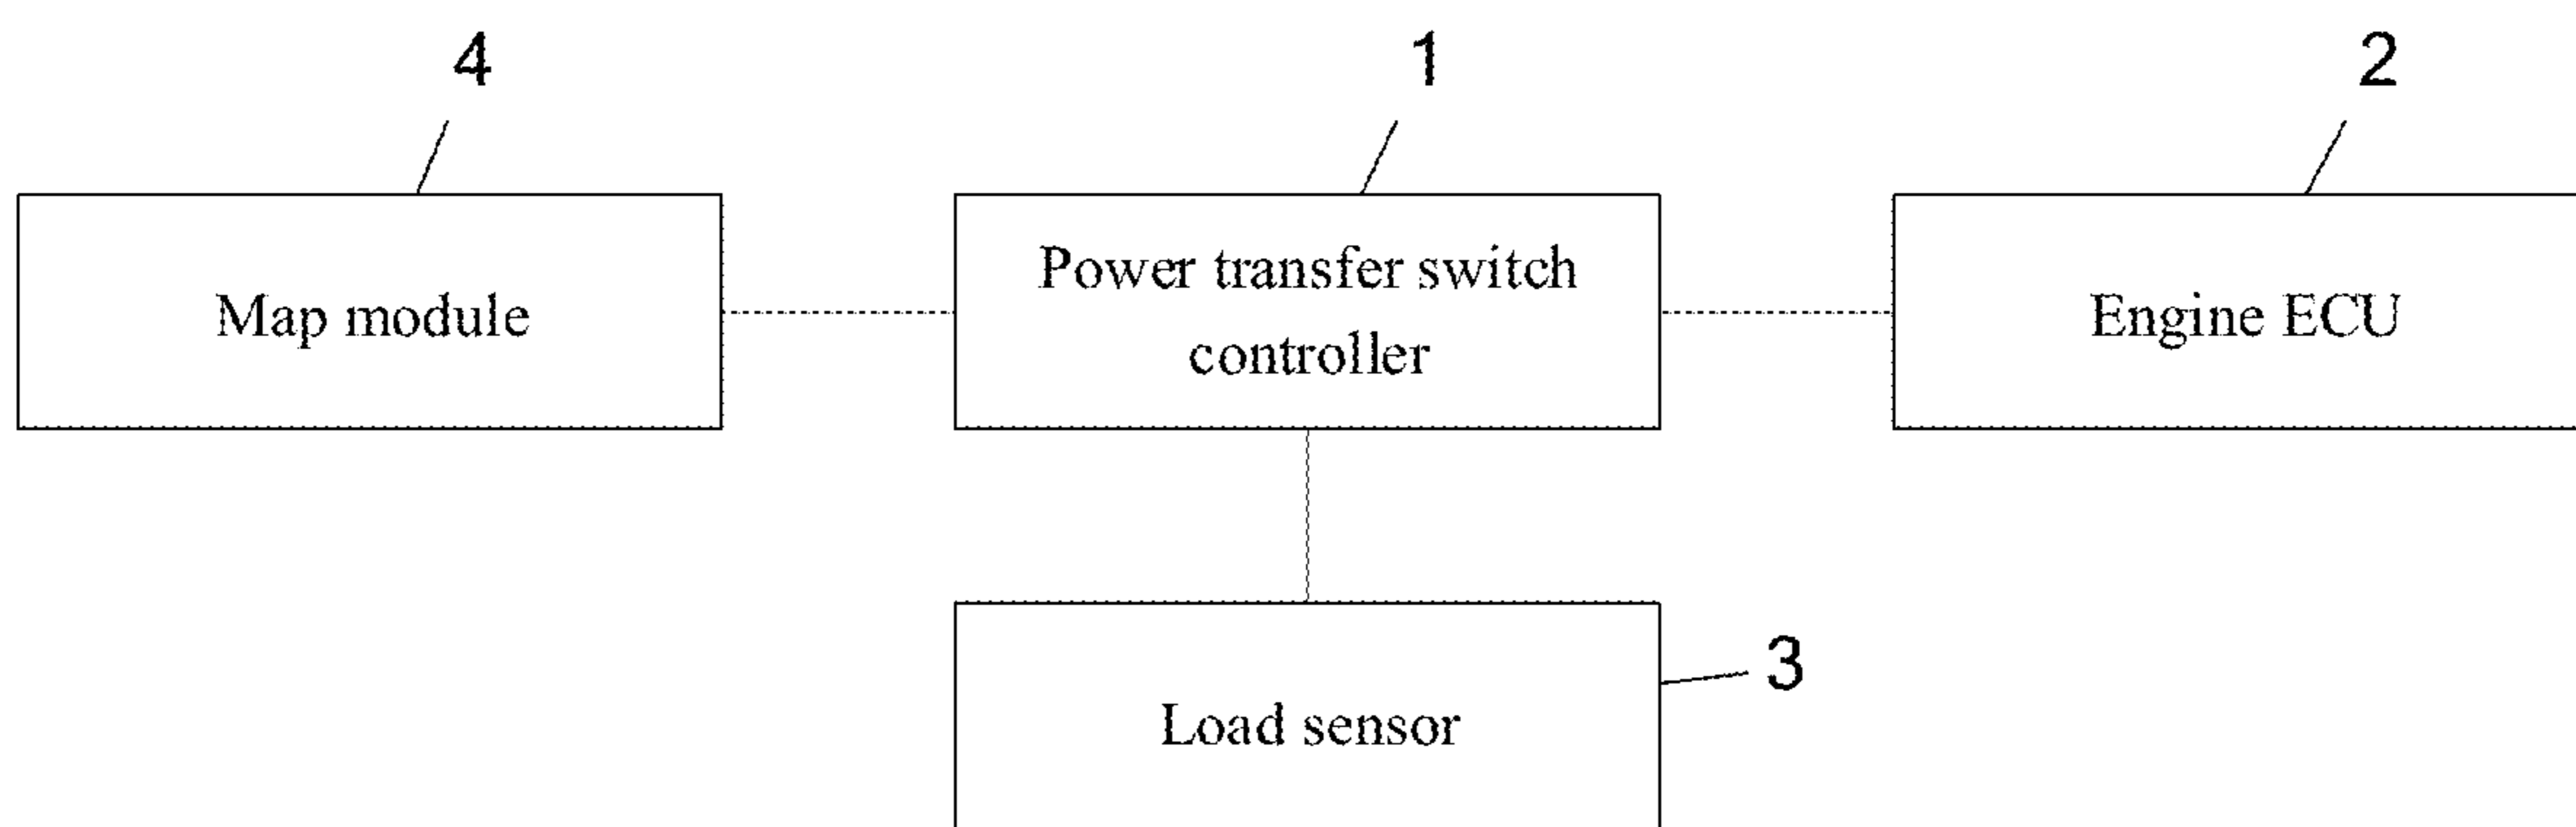 4
1
2
Map module
Power transfer switch
controller
Engine ECU
3
Load sensor